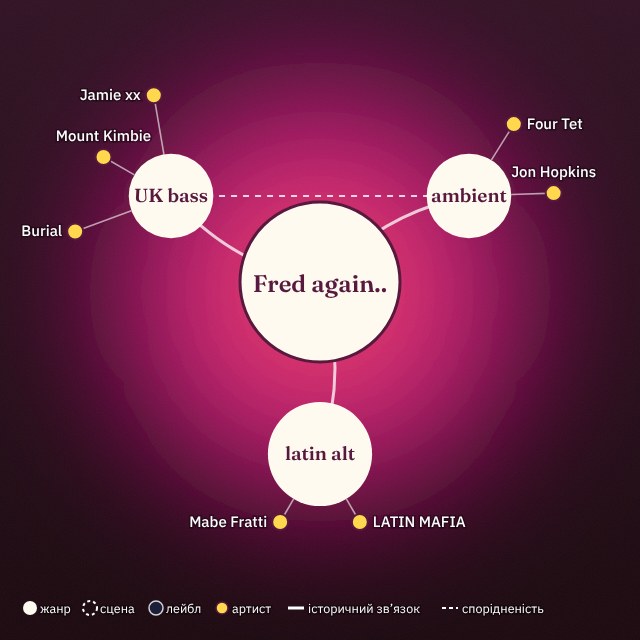 Jamie xx
Mount Kimbie
Burial
UK bass
Four Tet
Jon Hopkins
ambient
Fred again..
latin alt
Mabe Fratti
LATIN MAFIA
жанр
сцена
лейбл
артист
історичний зв’язок
спорідненість